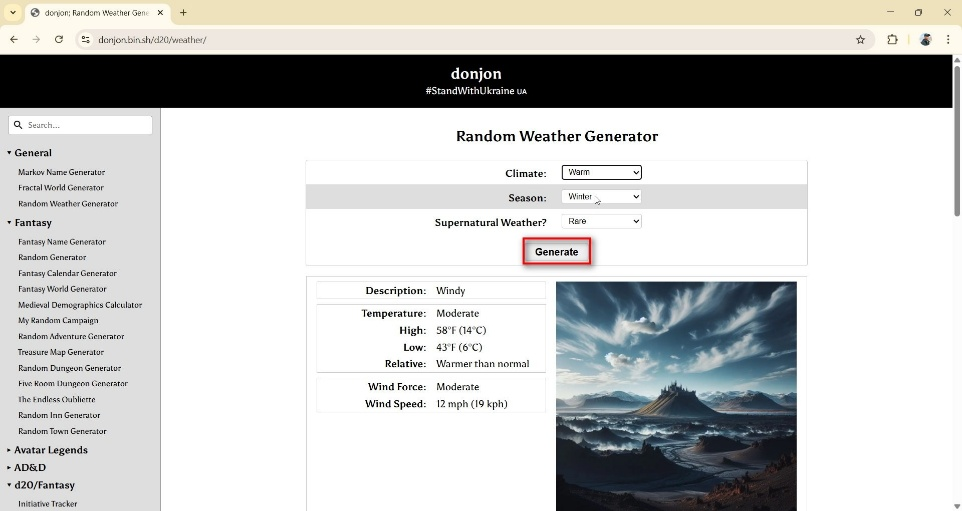 donjon; Random Weather Gene
donjon.bin.sh/d20/weather/
donjon
#StandWithUkraine UA
Search...
General
Markov Name Generator
Fractal World Generator
Random Weather Generator
Fantasy
Fantasy Name Generator
Random Generator
Fantasy Calendar Generator
Fantasy World Generator
Medieval Demographics Calculator
My Random Campaign
Random Adventure Generator
Treasure Map Generator
Random Dungeon Generator
Five Room Dungeon Generator
The Endless Oubliette
Random Inn Generator
Random Town Generator
Avatar Legends
AD&D
d20/Fantasy
Initiative Tracker
Random Weather Generator
Climate: Warm
Season: Winter
Supernatural Weather? Rare
Generate
Description: Windy
Temperature: Moderate
High: 58°F (14°C)
Low: 43°F (6°C)
Relative: Warmer than normal
Wind Force: Moderate
Wind Speed: 12 mph (19 kph)